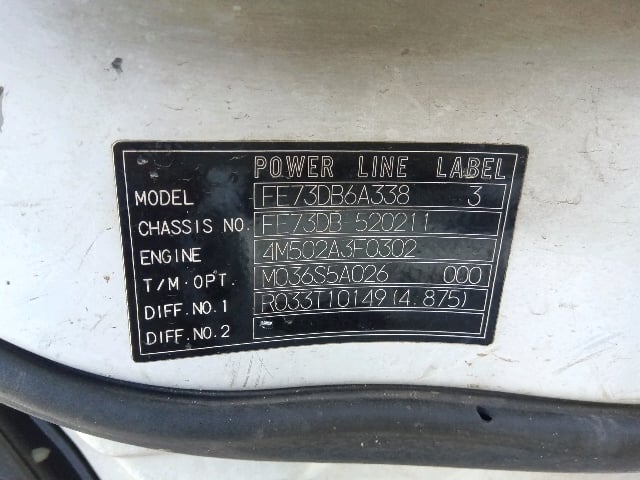 POWER LINE LABEL
MODEL FE73DB6A338 3
CHASSIS NO. FE73DB 520211
ENGINE 4M502A3F0302
T/M·OPT. M036S5A026 000
DIFF.NO.1 R033T10149(4.875)
DIFF.NO.2 -